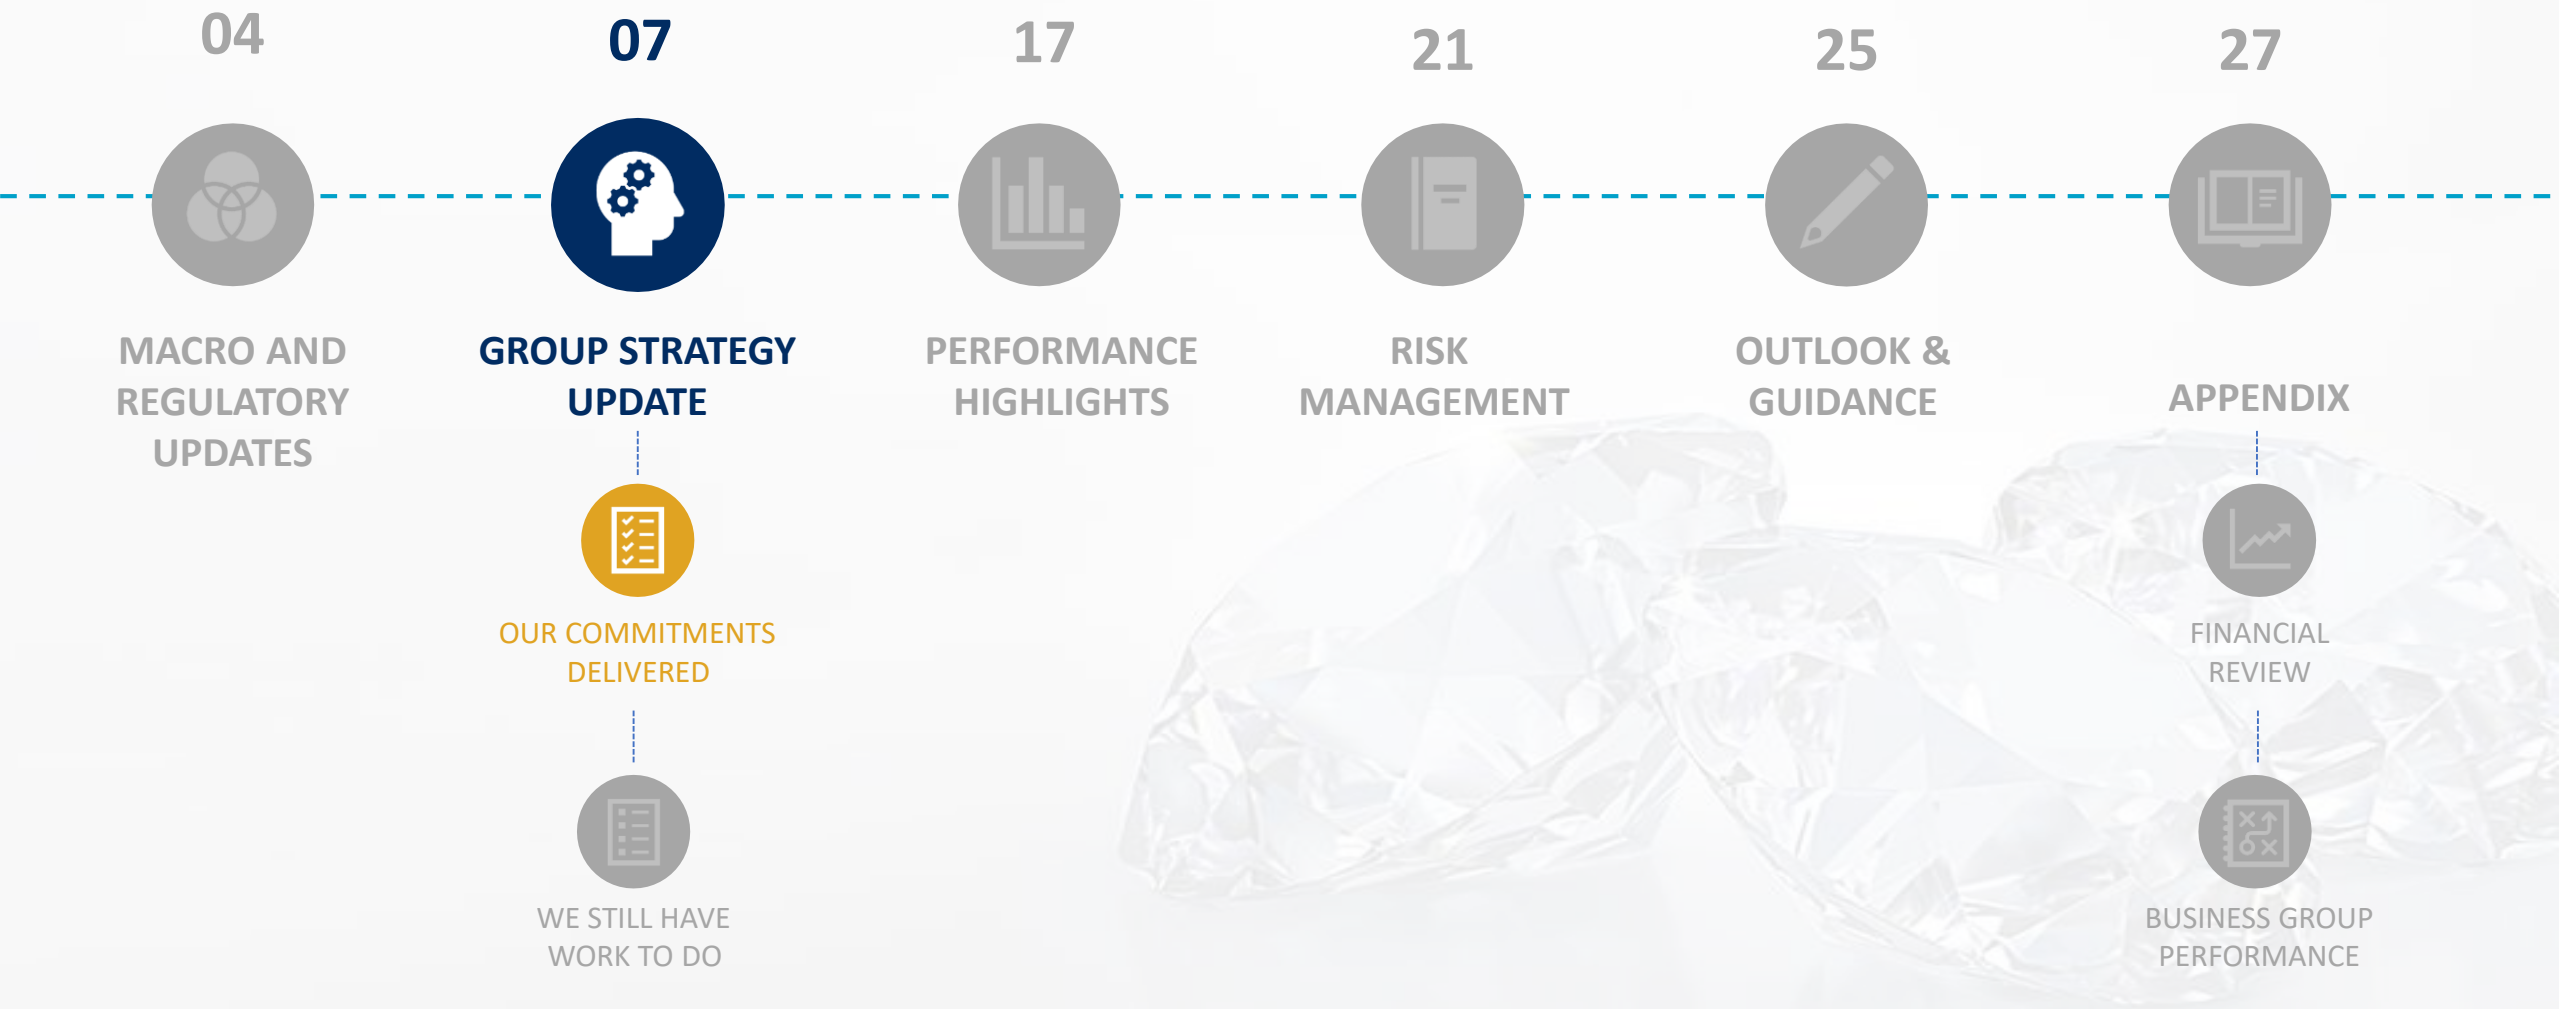 04
MACRO AND
REGULATORY
UPDATES
07
GROUP STRATEGY
UPDATE
OUR COMMITMENTS
DELIVERED
WE STILL HAVE
WORK TO DO
17
PERFORMANCE
HIGHLIGHTS
21
RISK
MANAGEMENT
25
OUTLOOK &
GUIDANCE
27
APPENDIX
FINANCIAL
REVIEW
BUSINESS GROUP
PERFORMANCE